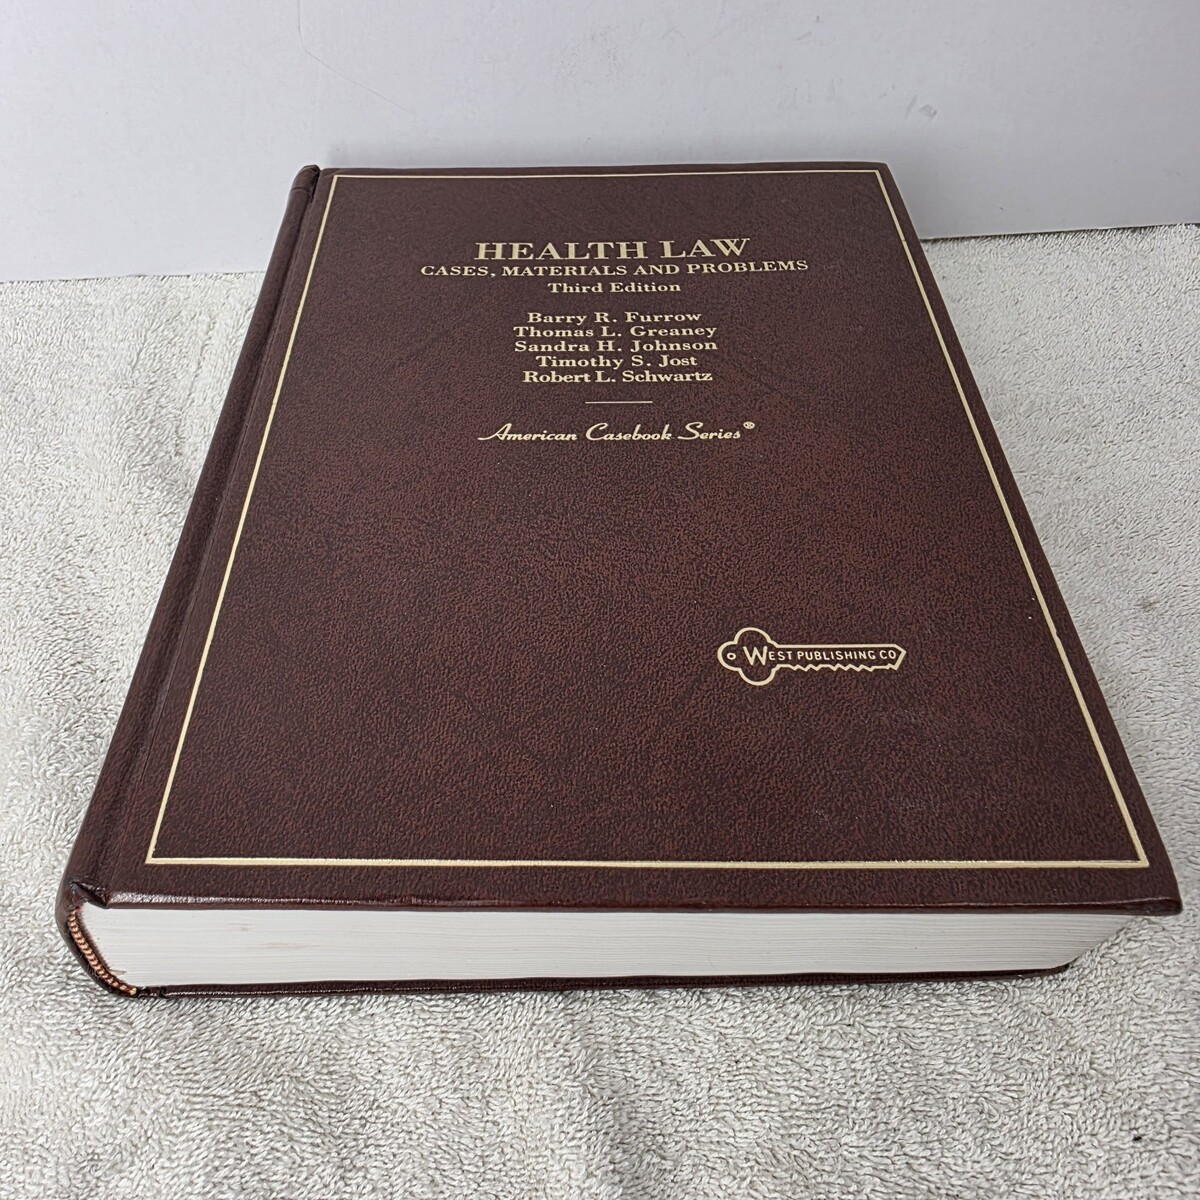 HEALTH LAW
CASES, MATERIALS AND PROBLEMS
Third Edition
Barry R. Furrow
Thomas L. Greaney
Sandra H. Johnson
Timothy S. Jost
Robert L. Schwartz
American Casebook Series®
WEST PUBLISHING CO